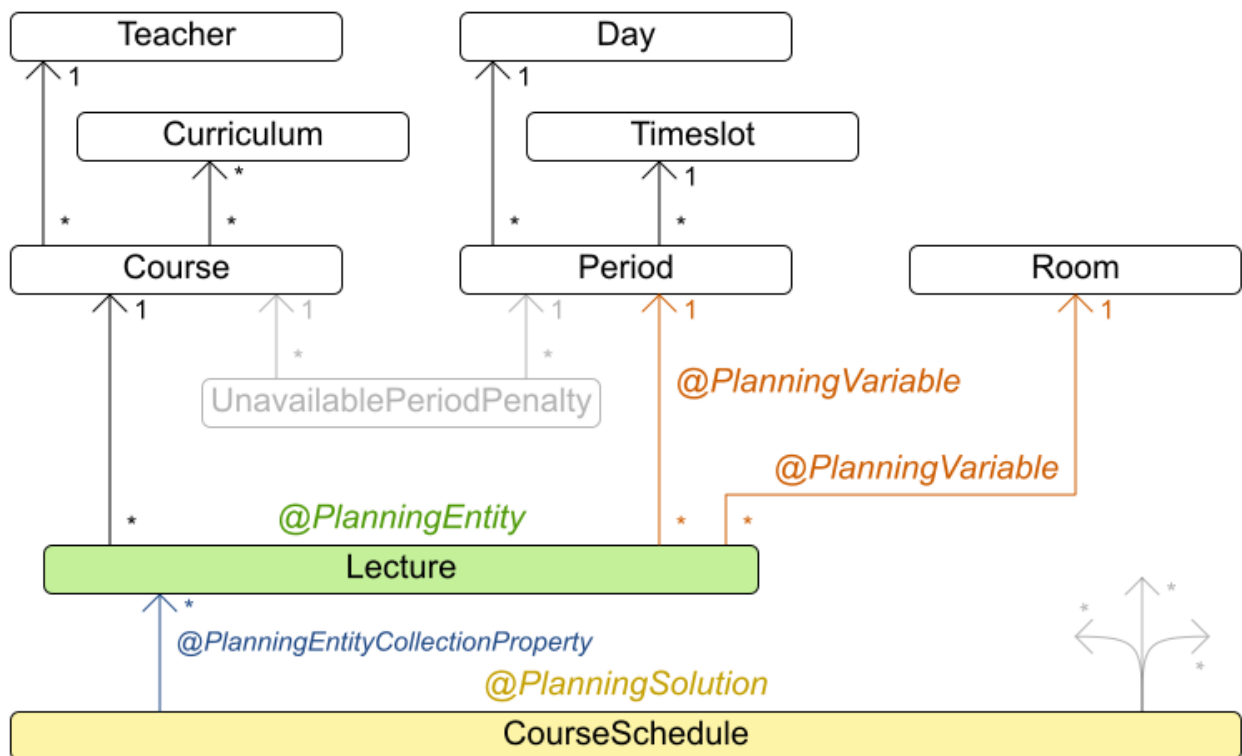 Teacher
Day
1
1
Curriculum
Timeslot
*
1
*
*
*
*
Course
Period
Room
1
1
1
1
1
*
*
@PlanningVariable
UnavailablePeriodPenalty
@PlanningVariable
@PlanningEntity
*
*
*
Lecture
*
*
*
@PlanningEntityCollectionProperty
*
@PlanningSolution
CourseSchedule